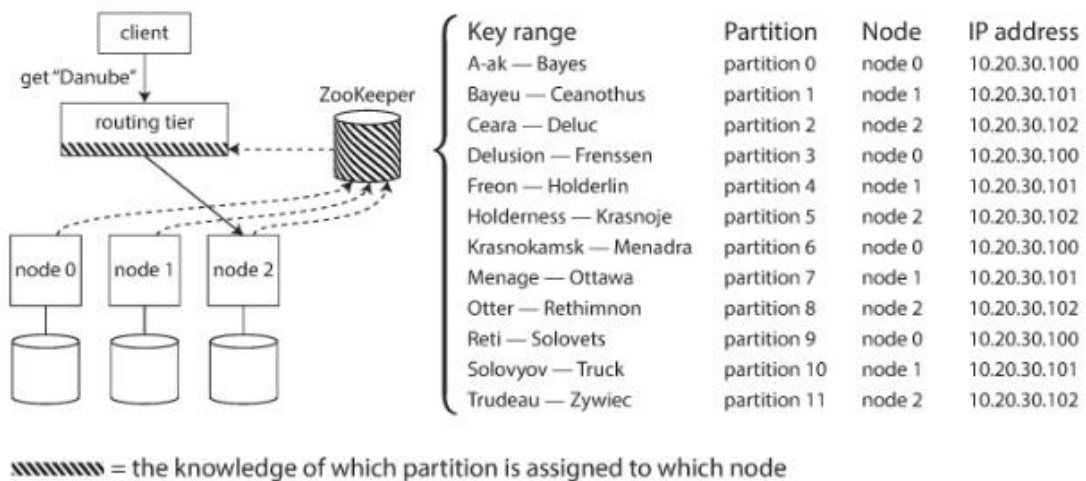 client
get “Danube”
routing tier
ZooKeeper
node 0
node 1
node 2
Key range Partition Node IP address
A-ak — Bayes partition 0 node 0 10.20.30.100
Bayeu — Ceanothus partition 1 node 1 10.20.30.101
Ceara — Deluc partition 2 node 2 10.20.30.102
Delusion — Frenssen partition 3 node 0 10.20.30.100
Freon — Holderlin partition 4 node 1 10.20.30.101
Holderness — Krasnoje partition 5 node 2 10.20.30.102
Krasnokamsk — Menadra partition 6 node 0 10.20.30.100
Menage — Ottawa partition 7 node 1 10.20.30.101
Otter — Rethimnon partition 8 node 2 10.20.30.102
Reti — Solovets partition 9 node 0 10.20.30.100
Solovyov — Truck partition 10 node 1 10.20.30.101
Trudeau — Zywiec partition 11 node 2 10.20.30.102
= the knowledge of which partition is assigned to which node